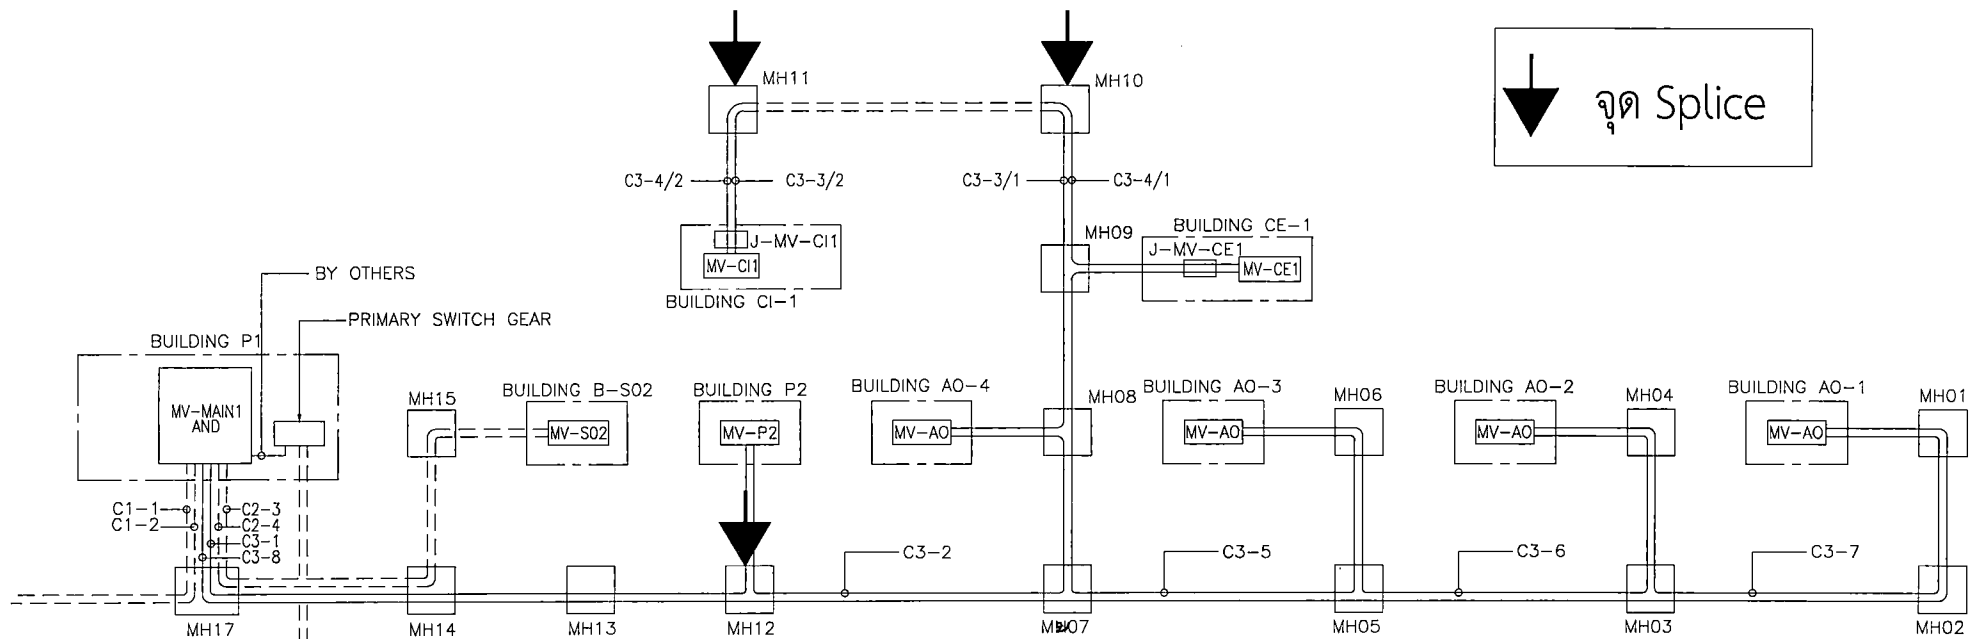 MH11
MH10
จุด Splice
C3-4/2
C3-3/2
C3-3/1
C3-4/1
BUILDING CE-1
MH09
J-MV-CI1
J-MV-CE1
MV-CI1
MV-CE1
BY OTHERS
BUILDING CI-1
PRIMARY SWITCH GEAR
BUILDING P1
MV-MAIN1
AND
MH15
BUILDING B-S02
BUILDING P2
BUILDING AO-4
MH08
BUILDING AO-3
MH06
BUILDING AO-2
MH04
BUILDING AO-1
MH01
MV-S02
MV-P2
MV-AO
MV-AO
MV-AO
MV-AO
C1-1
C2-3
C1-2
C2-4
C3-1
C3-8
C3-2
C3-5
C3-6
C3-7
MH17
MH14
MH13
MH12
MH05
MH03
MH02